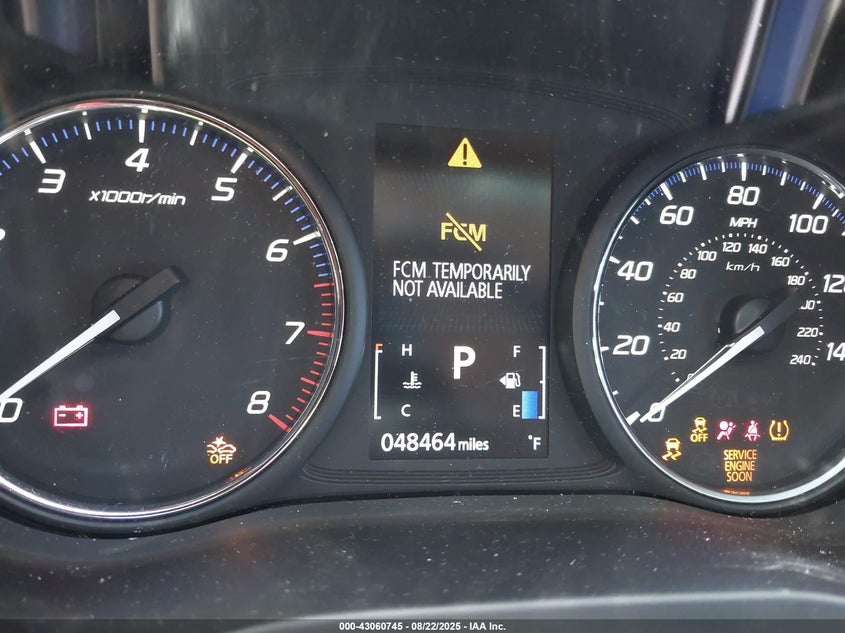 3
4
5
6
7
8
0
x1000r/min
OFF
FCM
FCM TEMPORARILY
NOT AVAILABLE
H
C
P
F
E
048464 miles
°F
0
20
40
60
80
100
MPH
km/h
20
40
60
80
100
120
140
160
180
220
240
OFF
SERVICE
ENGINE
SOON
000-43060745 - 08/22/2025 - IAA Inc.